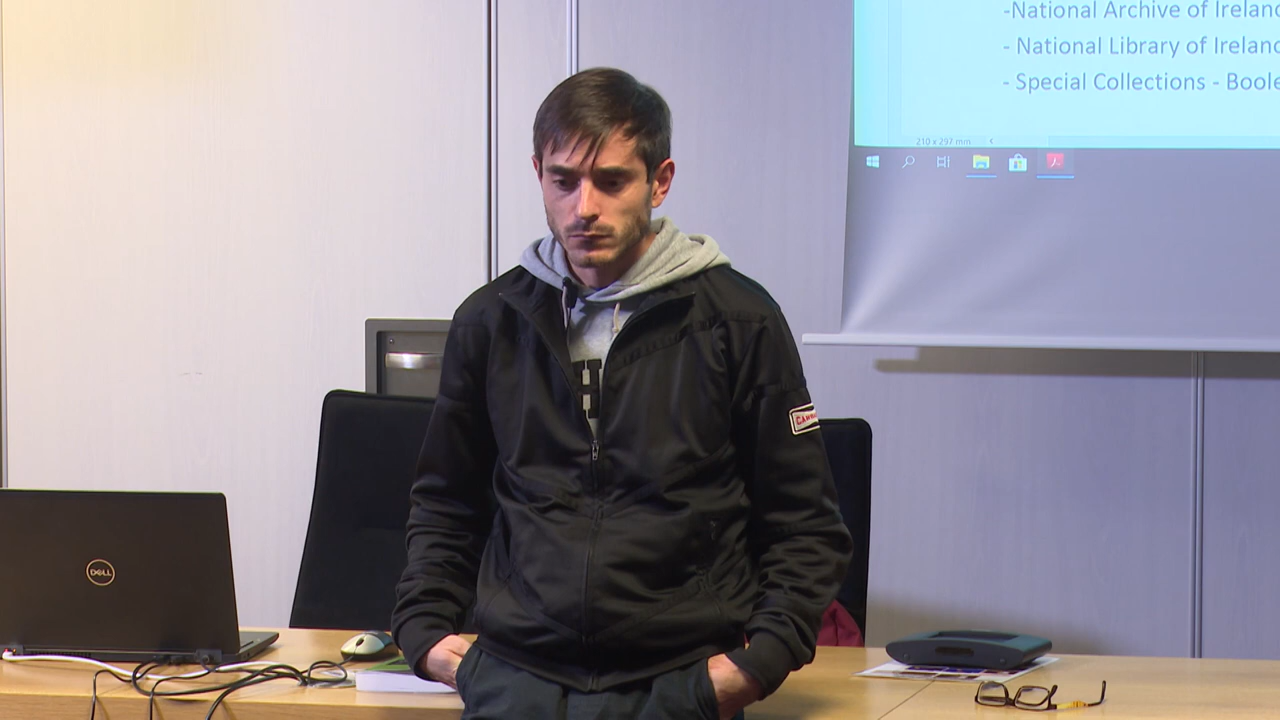 -National Archive of Ireland
- National Library of Ireland
- Special Collections - Boole
210 x 297 mm
DELL
H